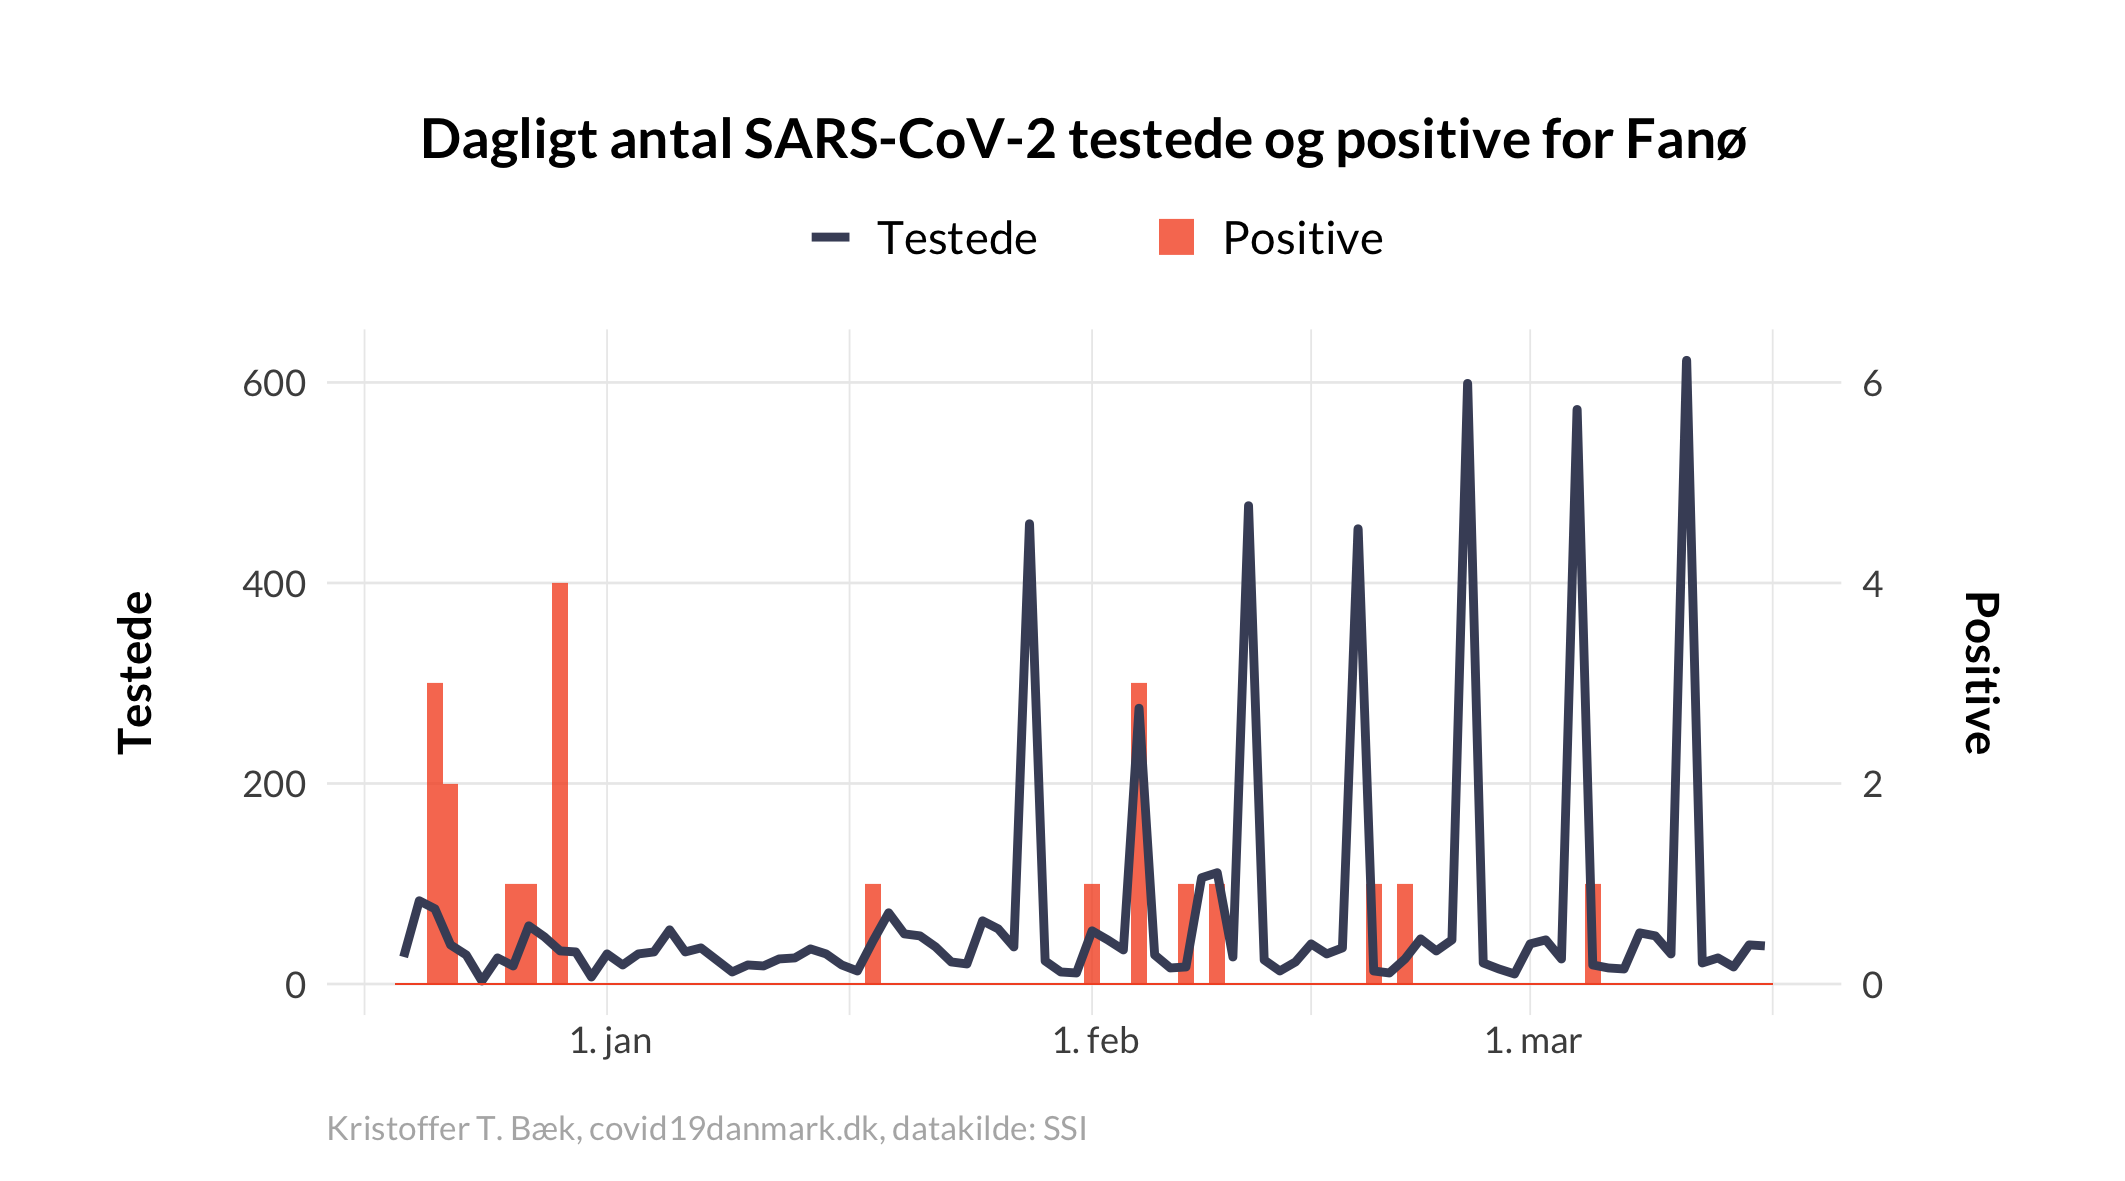 Dagligt antal SARS-CoV-2 testede og positive for Fanø
Testede
Positive
600
400
200
0
6
4
2
0
Testede
Positive
1. jan
1. feb
1. mar
Kristoffer T. Bæk, covid19danmark.dk, datakilde: SSI